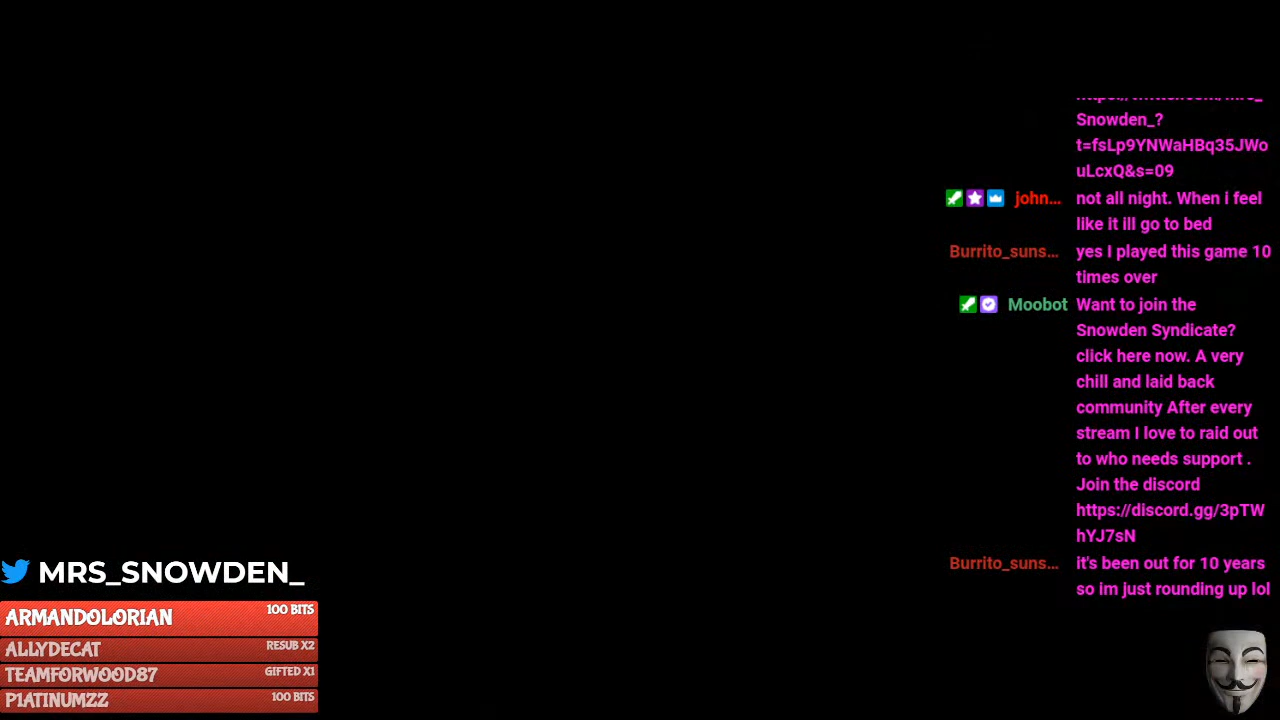 Snowden_?
t=fsLp9YNWaHBq35JWo
uLcxQ&s=09
john... not all night. When i feel
like it ill go to bed
Burrito_suns... yes I played this game 10
times over
Moobot Want to join the
Snowden Syndicate?
click here now. A very
chill and laid back
community After every
stream I love to raid out
to who needs support .
Join the discord
https://discord.gg/3pTW
hYJ7sN
Burrito_suns... it's been out for 10 years
so im just rounding up lol
MRS_SNOWDEN_
ARMANDOLORIAN 100 BITS
ALLYDECAT RESUB X2
TEAMFORWOOD87 GIFTED X1
P1ATINUMZZ 100 BITS